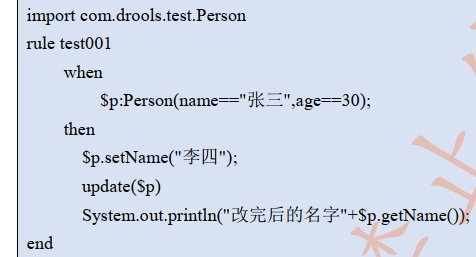 import com.drools.test.Person
rule test001
when
$p:Person(name=="张三",age==30);
then
$p.setName("李四");
update($p)
System.out.println("改完后的名字"+$p.getName());
end